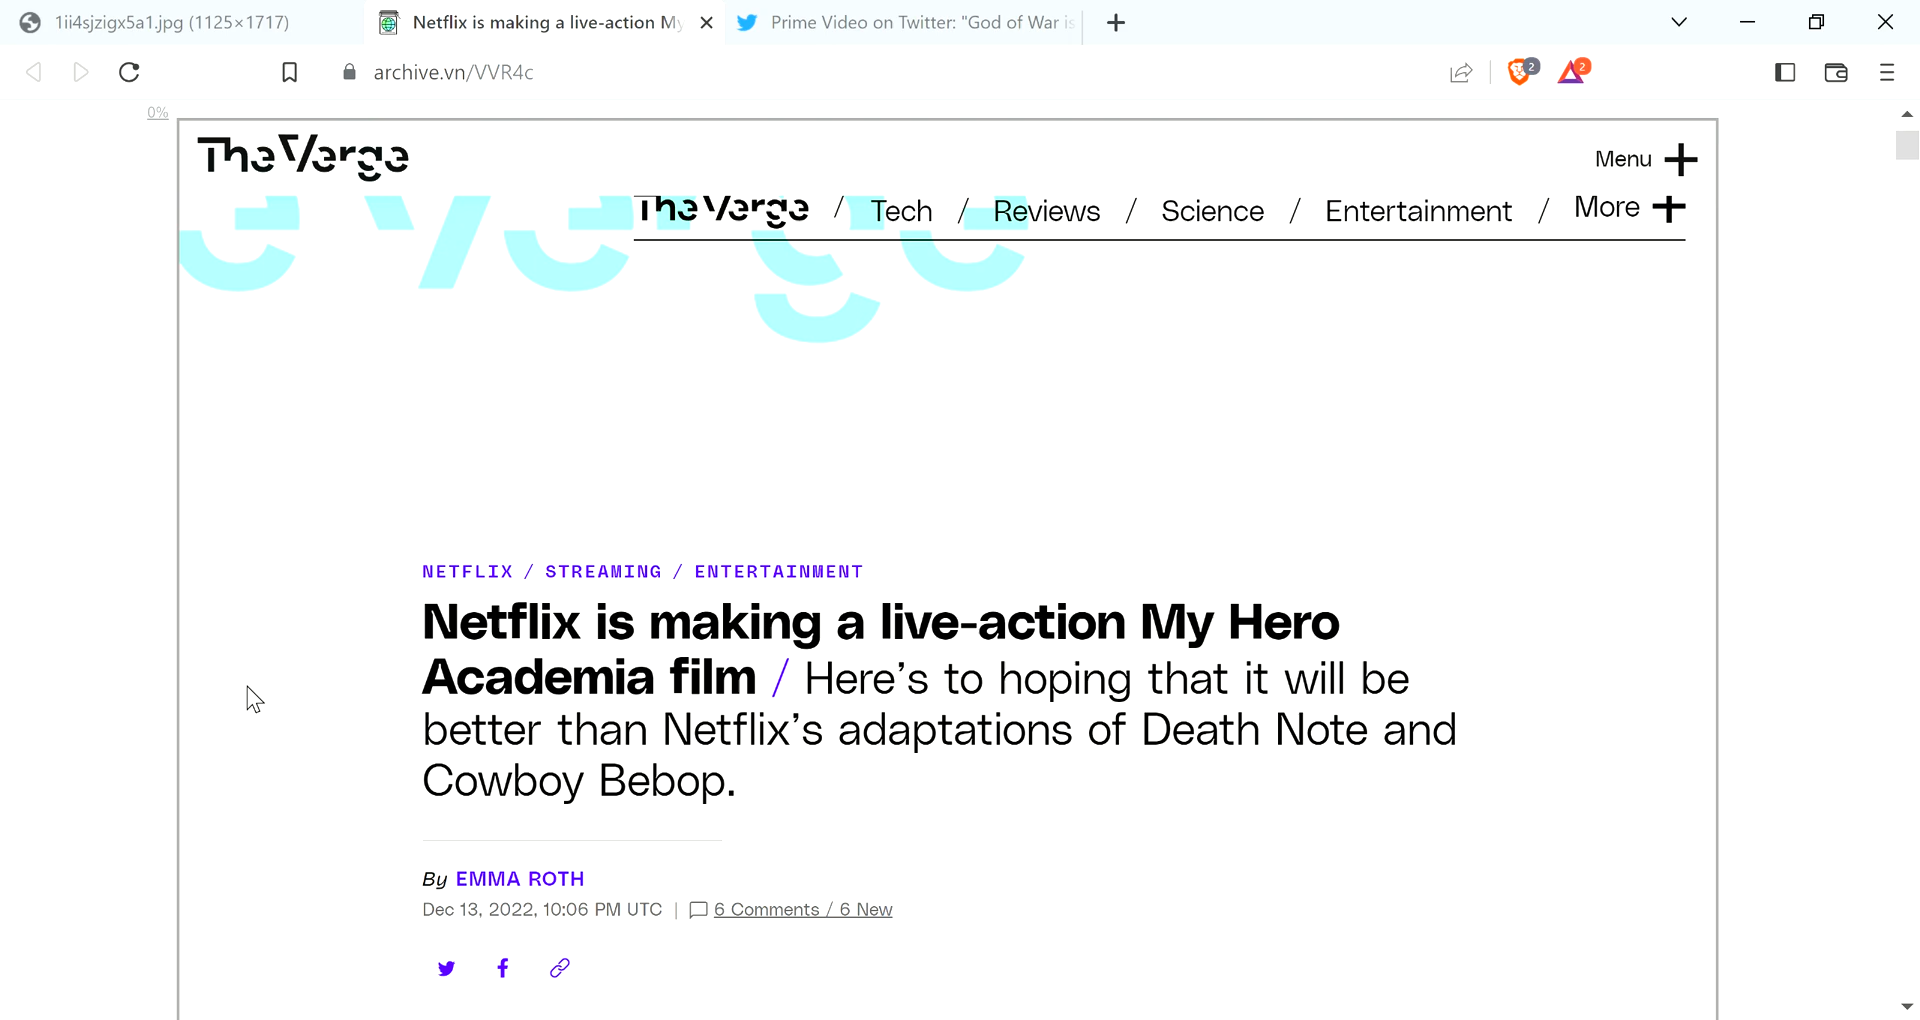 1ii4sjzigx5a1.jpg (1125×1717)
Netflix is making a live-action My
Prime Video on Twitter: "God of War is
archive.vn/VVR4c
2
2
0%
The Verge
Menu
e Verge
The Verge / Tech / Reviews / Science / Entertainment / More
NETFLIX / STREAMING / ENTERTAINMENT
Netflix is making a live-action My Hero
Academia film / Here’s to hoping that it will be
better than Netflix’s adaptations of Death Note and
Cowboy Bebop.
By EMMA ROTH
Dec 13, 2022, 10:06 PM UTC | 6 Comments / 6 New